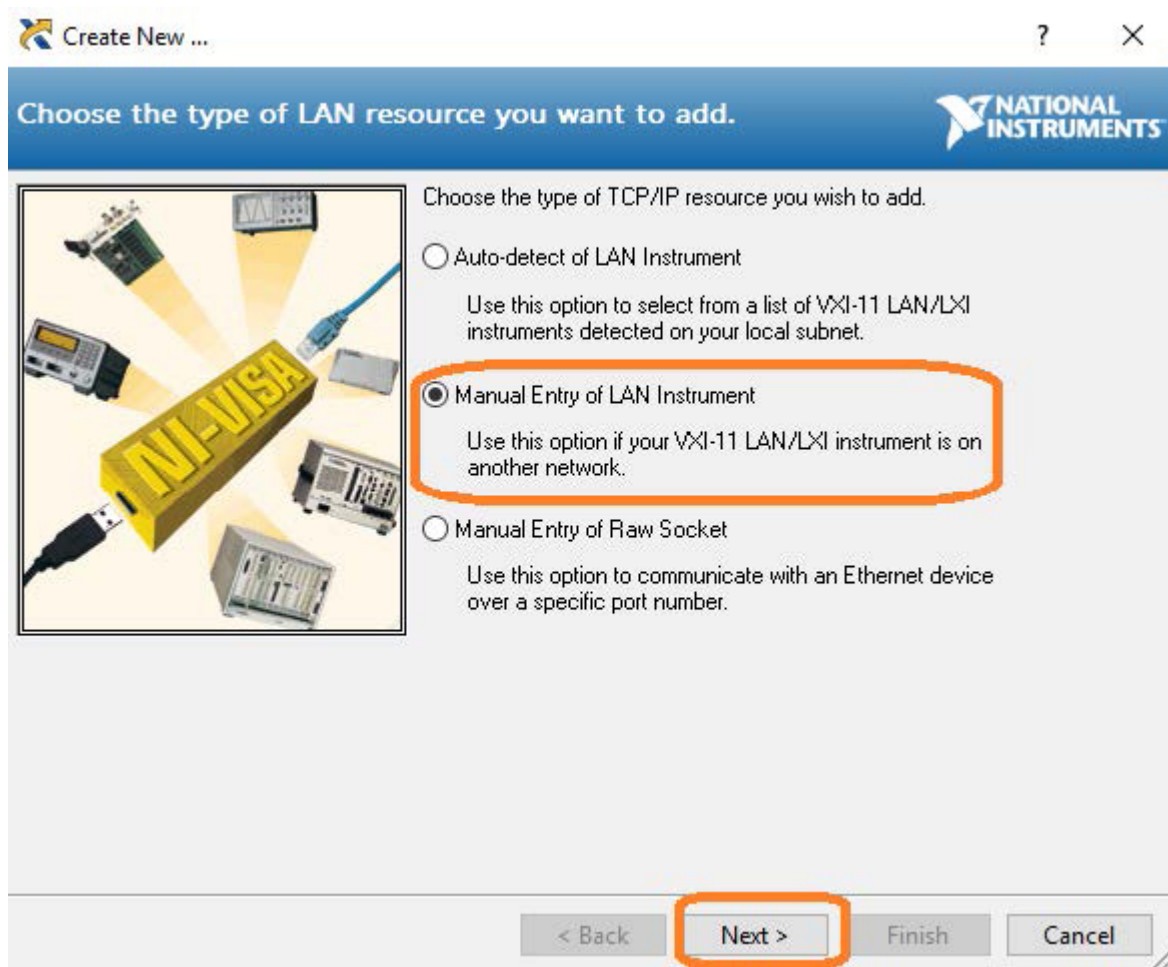 Create New ...
?
Choose the type of LAN resource you want to add.
NATIONAL
INSTRUMENTS
NI-VISA
Choose the type of TCP/IP resource you wish to add.
Auto-detect of LAN Instrument
Use this option to select from a list of VXI-11 LAN/LXI
instruments detected on your local subnet.
Manual Entry of LAN Instrument
Use this option if your VXI-11 LAN/LXI instrument is on
another network.
Manual Entry of Raw Socket
Use this option to communicate with an Ethernet device
over a specific port number.
< Back
Next >
Finish
Cancel